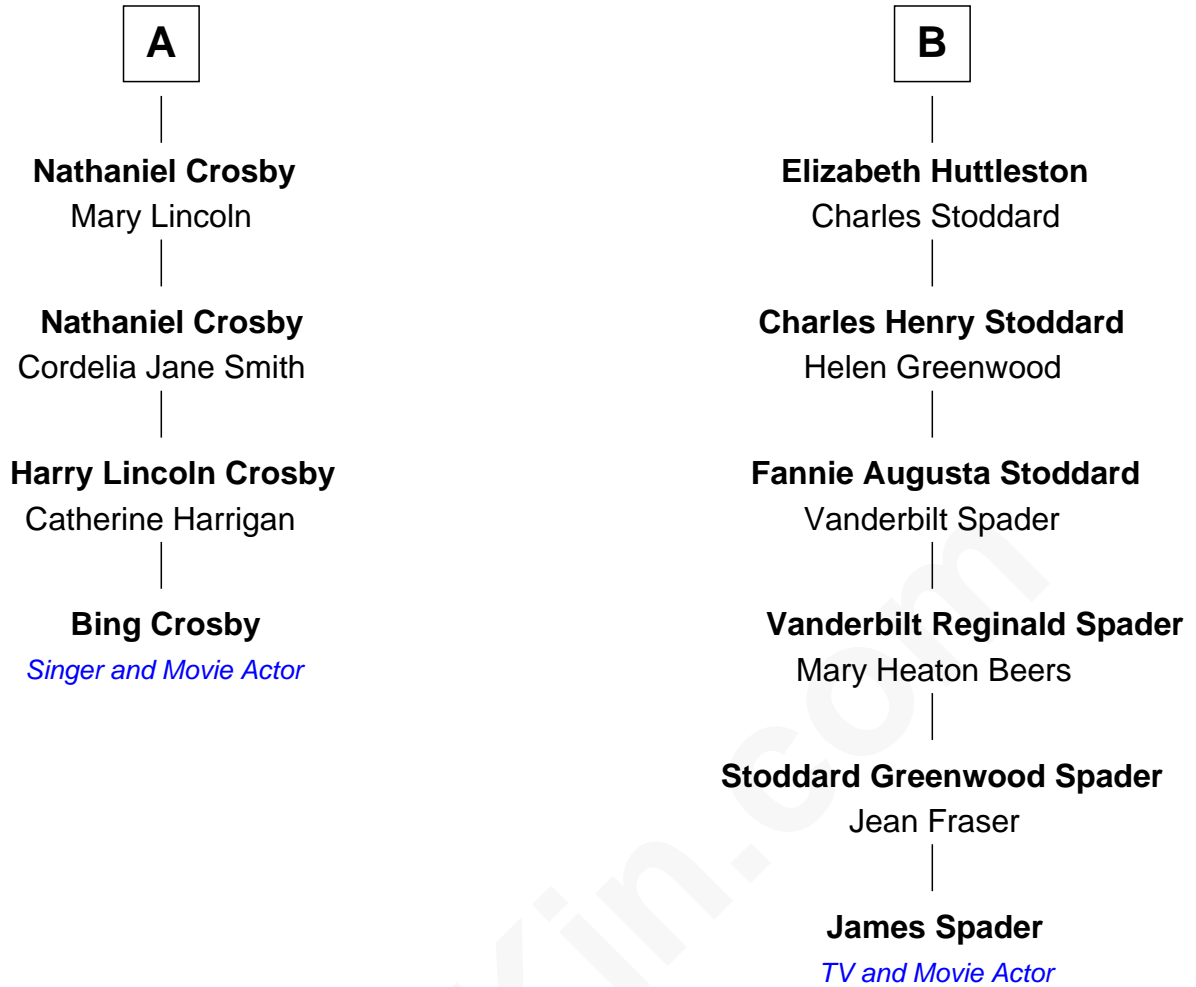 A
Nathaniel Crosby
Mary Lincoln
Nathaniel Crosby
Cordelia Jane Smith
Harry Lincoln Crosby
Catherine Harrigan
Bing Crosby
Singer and Movie Actor
B
Elizabeth Huttleston
Charles Stoddard
Charles Henry Stoddard
Helen Greenwood
Fannie Augusta Stoddard
Vanderbilt Spader
Vanderbilt Reginald Spader
Mary Heaton Beers
Stoddard Greenwood Spader
Jean Fraser
James Spader
TV and Movie Actor